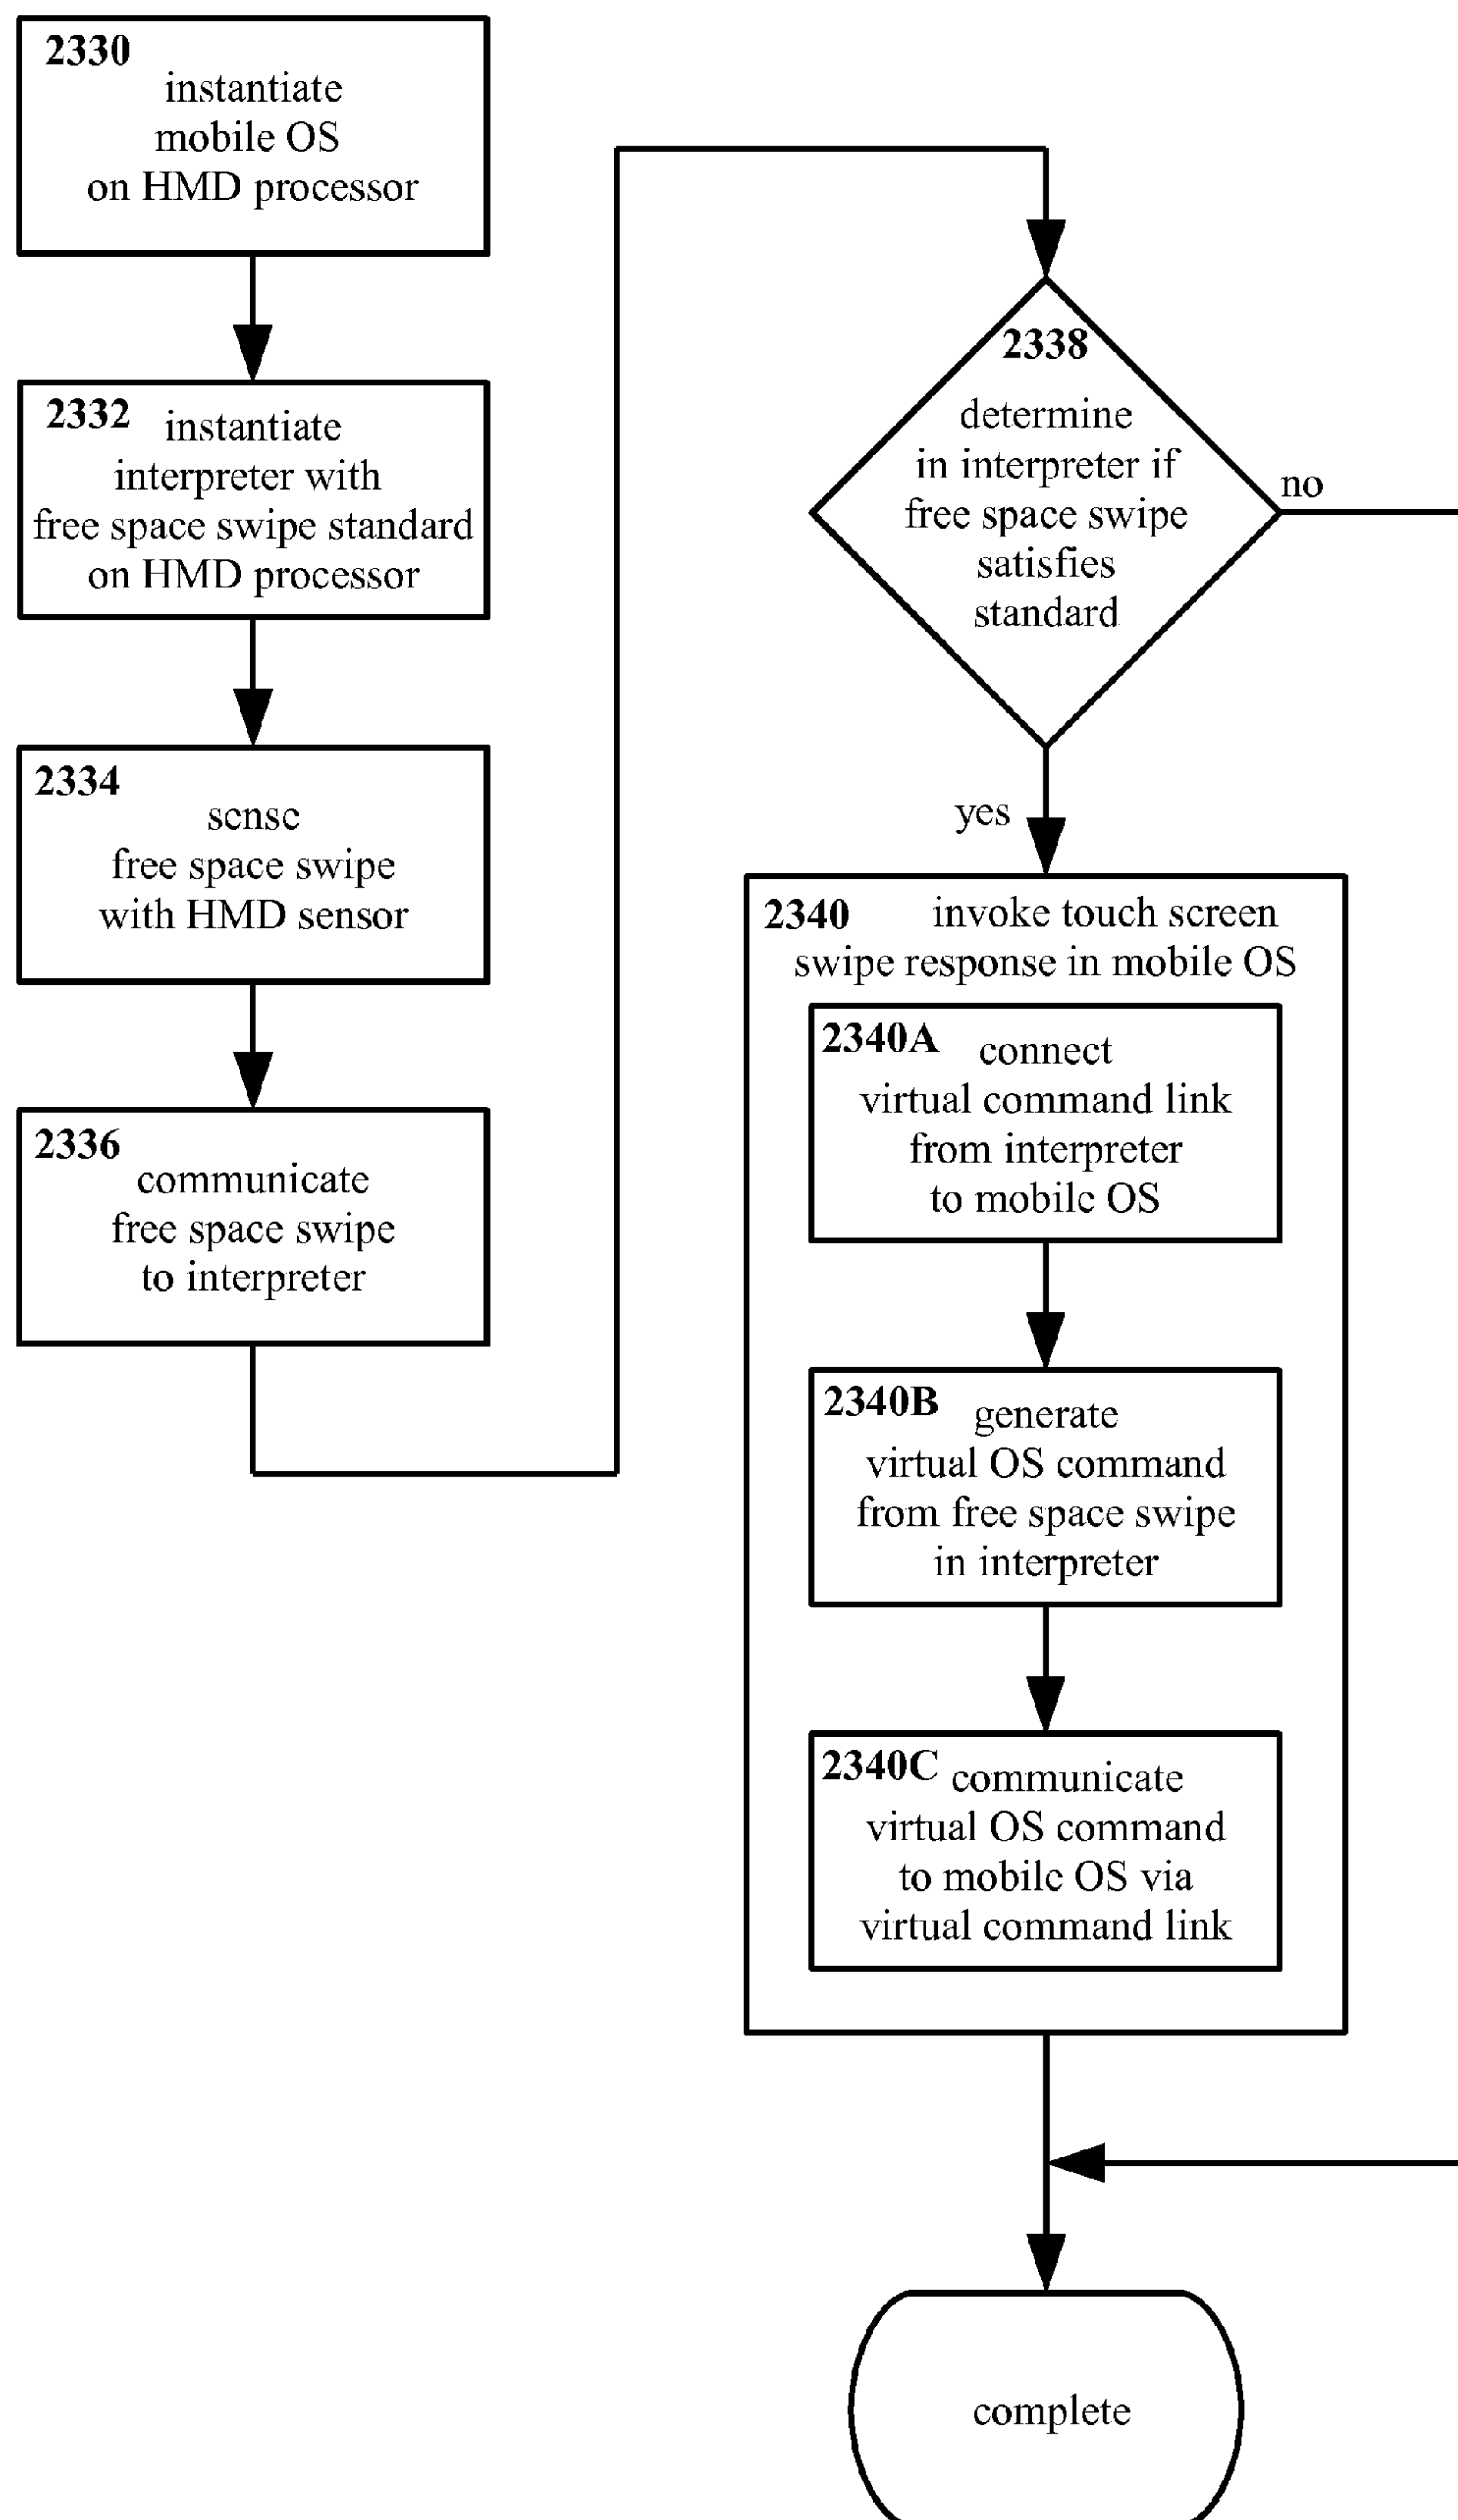 2330
instantiate
mobile OS
on HMD processor
2332 instantiate
interpreter with
free space swipe standard
on HMD processor
2334
sense
free space swipe
with HMD sensor
2336
communicate
free space swipe
to interpreter
2338
determine
in interpreter if
free space swipe
satisfies
standard
no
yes
2340 invoke touch screen
swipe response in mobile OS
2340A connect
virtual command link
from interpreter
to mobile OS
2340B generate
virtual OS command
from free space swipe
in interpreter
2340C communicate
virtual OS command
to mobile OS via
virtual command link
complete